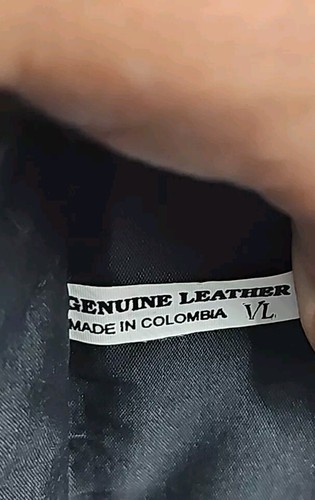 GENUINE LEATHER
MADE IN COLOMBIA VL